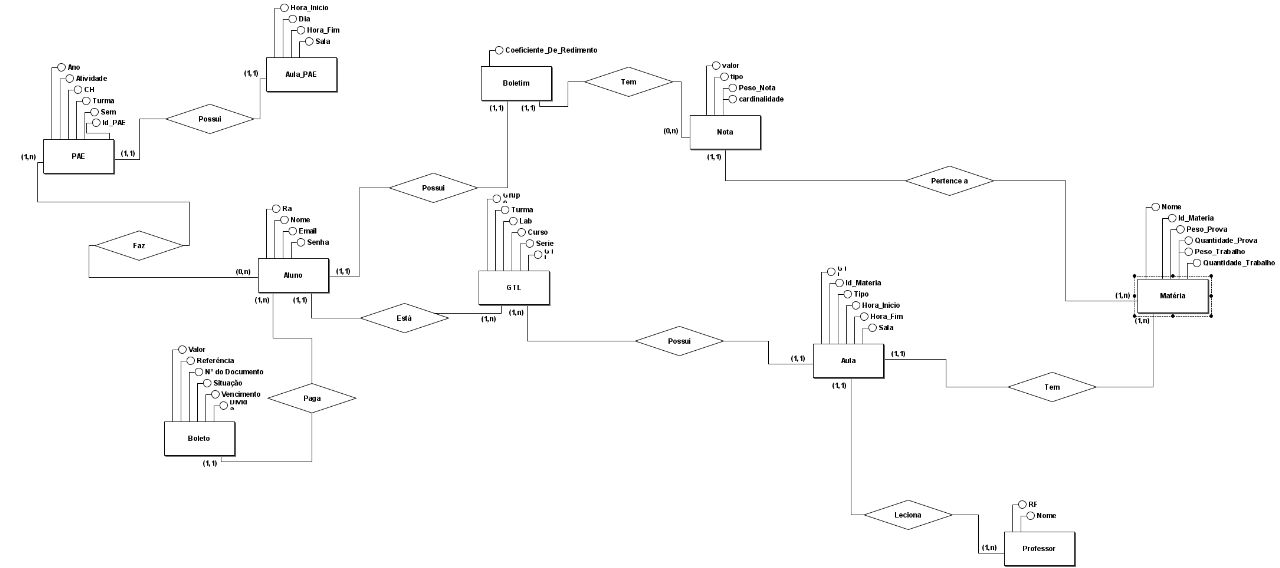 Hora_Inicio
Dia
Hora_Fim
Sala
(1,1)
Aula_PAE
Ano
Atividade
CH
Turma
Sem
Id_PAE
(1,n)
PAE
(1,1)
Possui
Faz
Coeficiente_De_Redimento
Boletim
(1,1)
(1,1)
Tem
valor
tipo
Peso_Nota
cardinalidade
(0,n)
Nota
(1,1)
Pertence a
Possui
Ra
Nome
Email
Senha
(0,n)
Aluno
(1,1)
(1,n)
(1,1)
Turma
Lab
Curso
Serie
GTL
(1,n)
(1,n)
Está
Possui
Nome
Id_Materia
Peso_Prova
Quantidade_Prova
Peso_Trabalho
Quantidade_Trabalho
(1,n)
Matéria
(1,n)
Id_Materia
Tipo
Hora_Inicio
Hora_Fim
Sala
(1,1)
Aula
(1,1)
(1,1)
Tem
Valor
Referência
N° do Documento
Situação
Vencimento
Boleto
(1,1)
Paga
Leciona
Nome
(1,n)
Professor